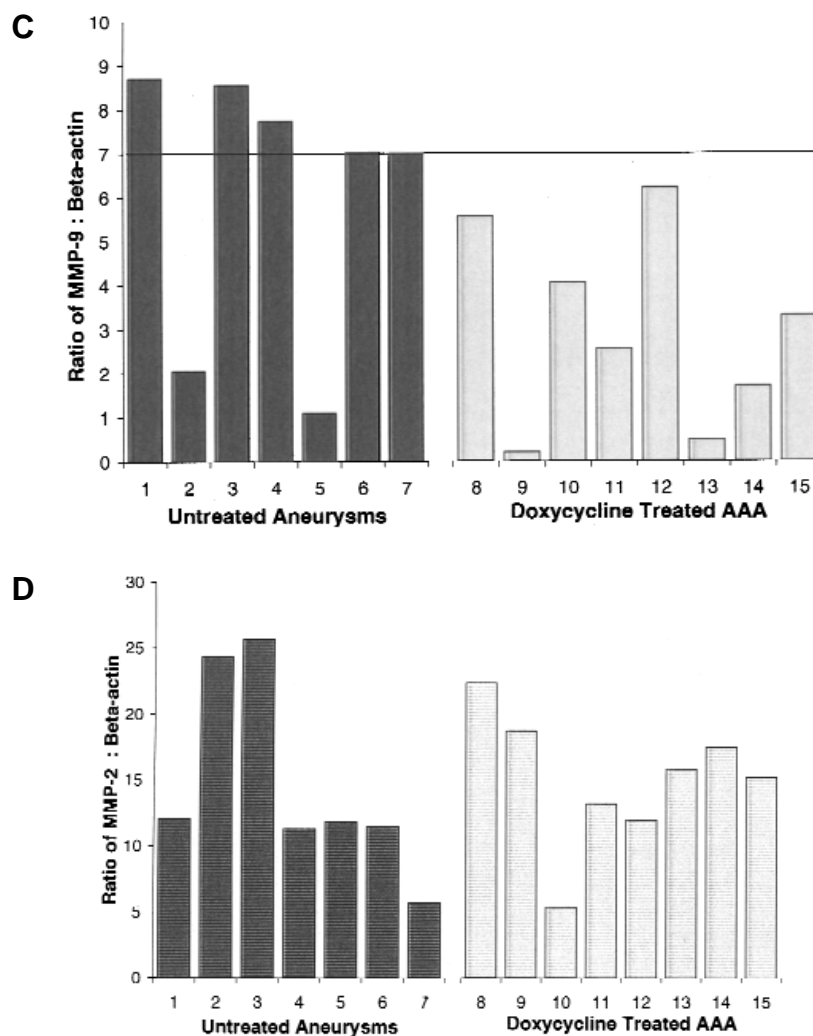 C
10
9
8
7
6
5
4
3
2
1
0
Ratio of MMP-9 : Beta-actin
1 2 3 4 5 6 7 8 9 10 11 12 13 14 15
Untreated Aneurysms Doxycycline Treated AAA
D
30
25
20
15
10
5
0
Ratio of MMP-2 : Beta-actin
1 2 3 4 5 6 7 8 9 10 11 12 13 14 15
Untreated Aneurysms Doxycycline Treated AAA